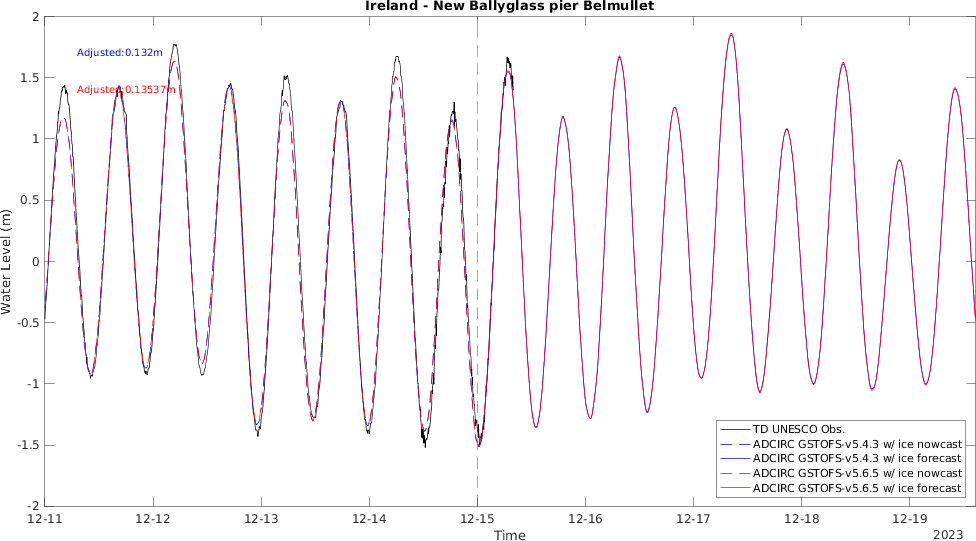 Ireland - New Ballyglass pier Belmullet
2
1.5
1
0.5
0
-0.5
-1
-1.5
-2
Water Level (m)
Adjusted:0.132m
Adjusted:0.13537m
TD UNESCO Obs.
ADCIRC GSTOFS-v5.4.3 w/ ice nowcast
ADCIRC GSTOFS-v5.4.3 w/ ice forecast
ADCIRC GSTOFS-v5.6.5 w/ ice nowcast
ADCIRC GSTOFS-v5.6.5 w/ ice forecast
12-11 12-12 12-13 12-14 12-15 12-16 12-17 12-18 12-19
Time
2023